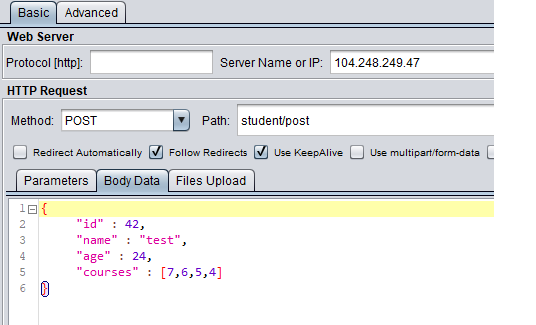 Basic Advanced
Web Server
Protocol [http]: Server Name or IP: 104.248.249.47
HTTP Request
Method: POST Path: student/post
Redirect Automatically Follow Redirects Use KeepAlive Use multipart/form-data
Parameters Body Data Files Upload
1 {
2 "id" : 42,
3 "name" : "test",
4 "age" : 24,
5 "courses" : [7,6,5,4]
6 }